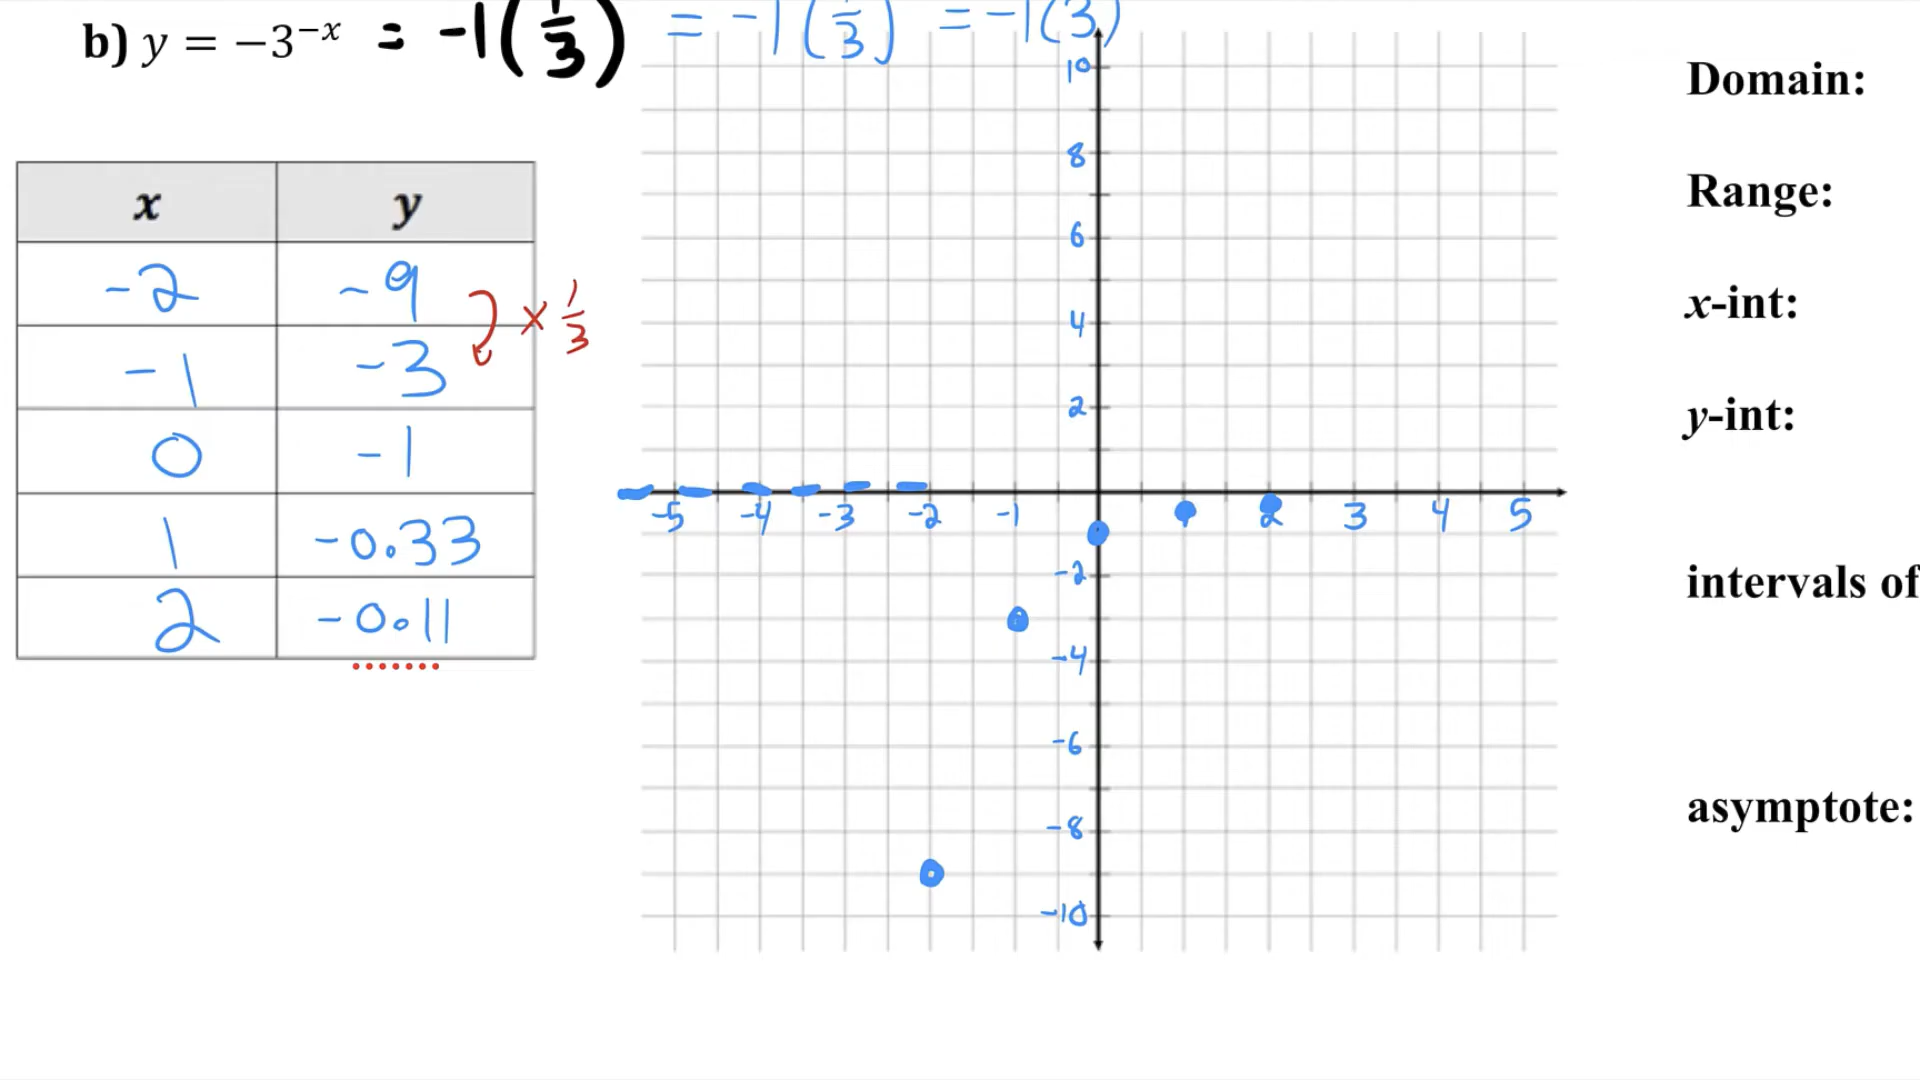 b) y = −3^{−x} = -1(1/3) = -1(1/3) = -1(3)
x y
-2 -9
× 1/3
-1 -3
0 -1
1 -0.33
2 -0.11
10
8
6
4
2
-5 -4 -3 -2 -1 1 2 3 4 5
-2
-4
-6
-8
-10
Domain:
Range:
x-int:
y-int:
intervals of
asymptote: